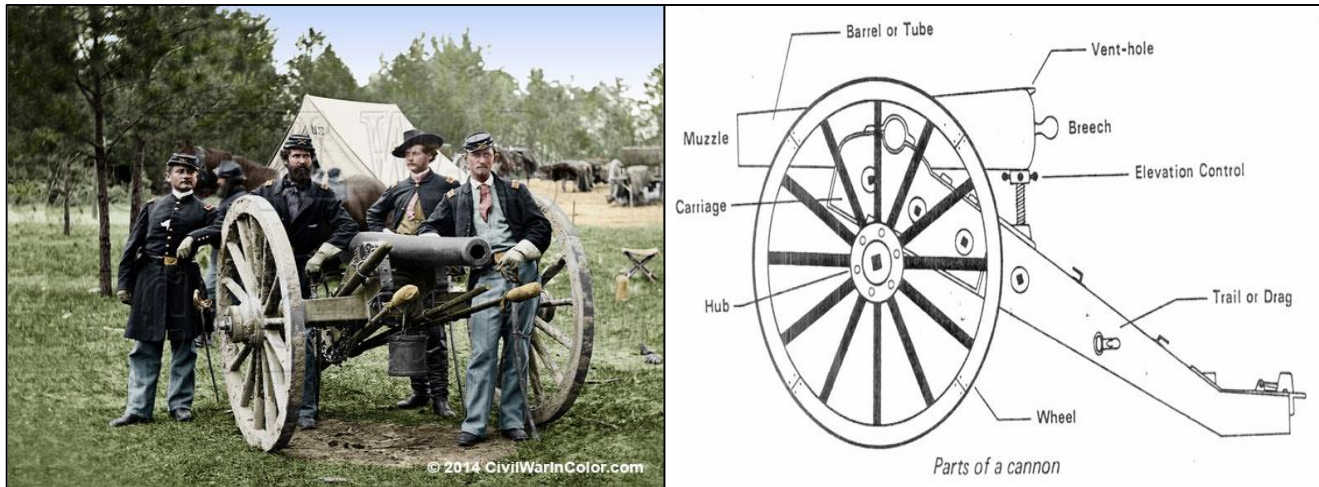 © 2014 CivilWarInColor.com
Barrel or Tube
Vent-hole
Muzzle
Breech
Elevation Control
Carriage
Hub
Trail or Drag
Wheel
Parts of a cannon